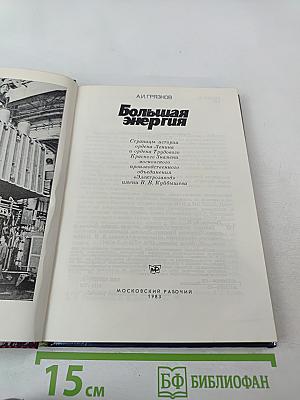 А.И. ГРЯЗНОВ
Большая
энергия
Страницы истории
ордена Ленина
и ордена Трудового
Красного Знамени
московского
производственного
объединения
«Электрозавод»
имени В. В. Куйбышева
МР
МОСКОВСКИЙ РАБОЧИЙ
1983
15 см
БФ БИБЛИОФАН